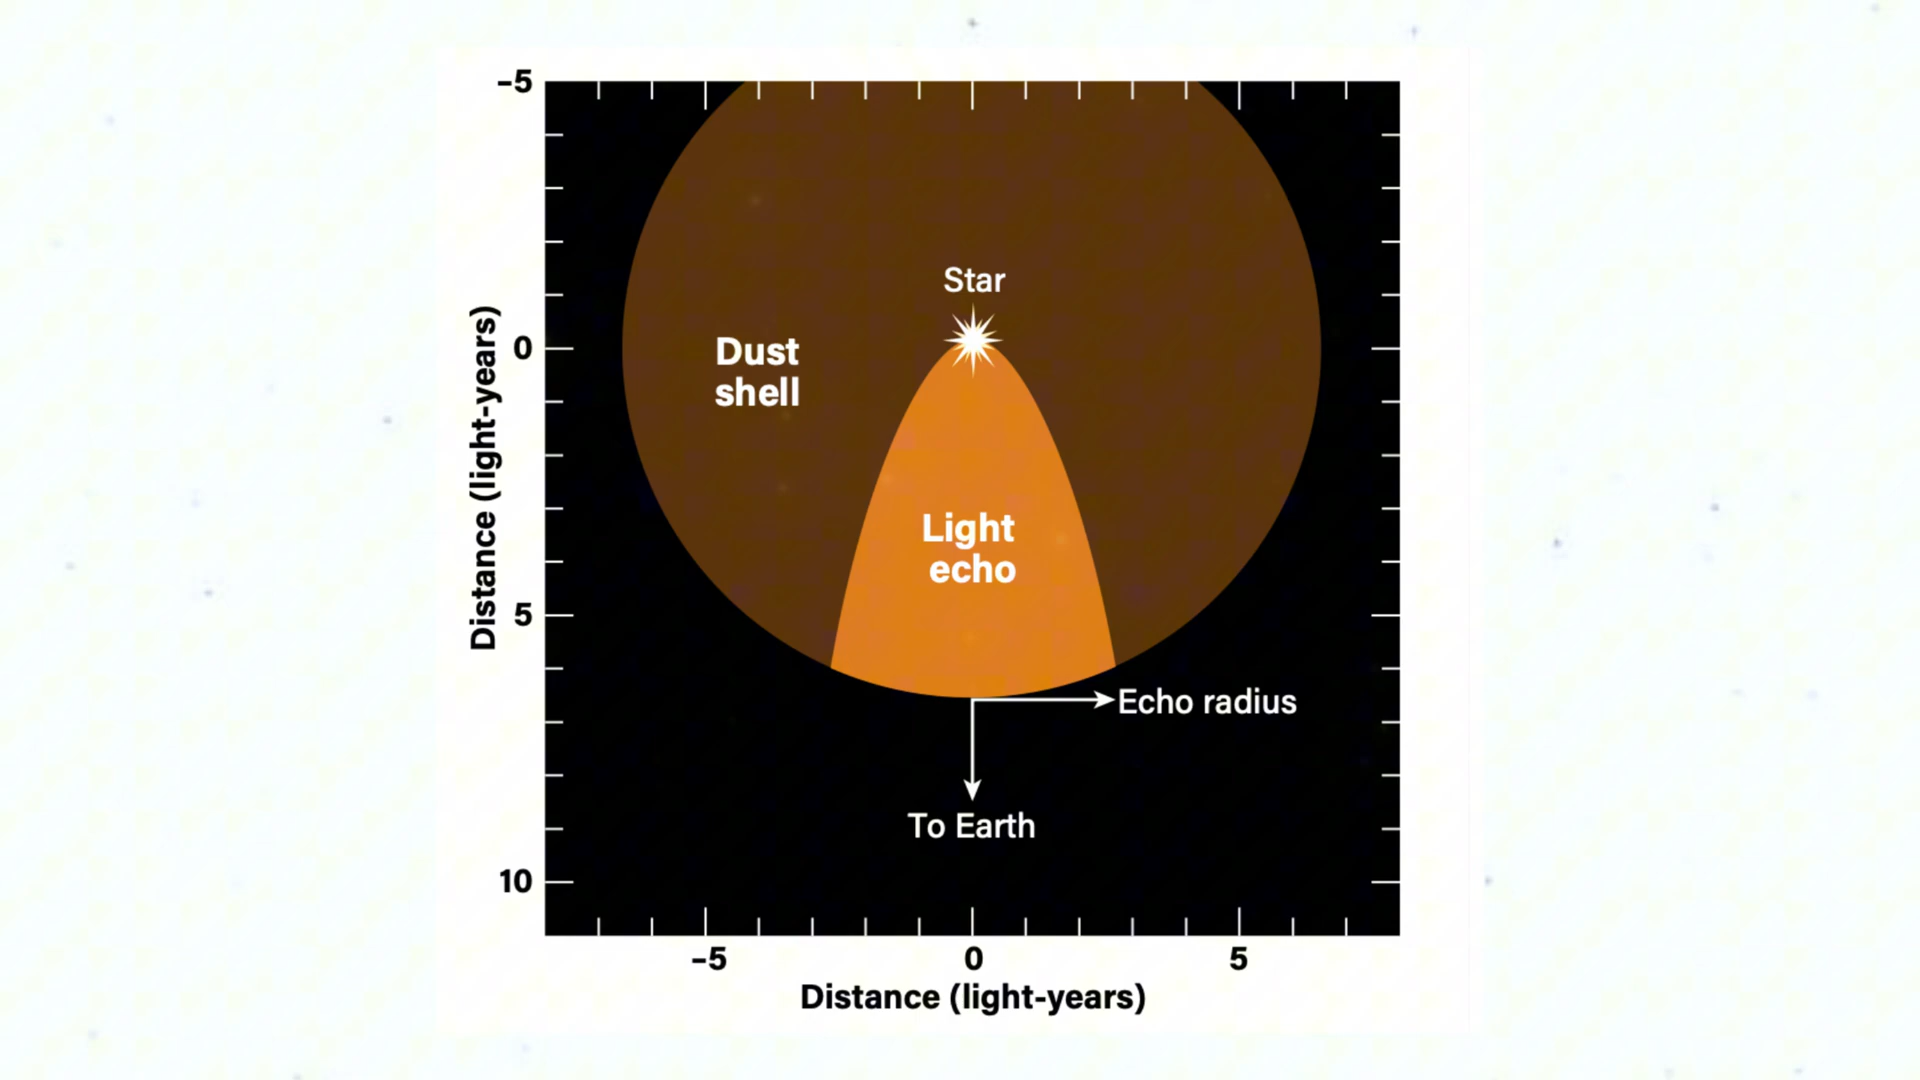 –5
Star
0
Dust
shell
Distance (light-years)
Light
echo
5
Echo radius
To Earth
10
–5
0
5
Distance (light-years)